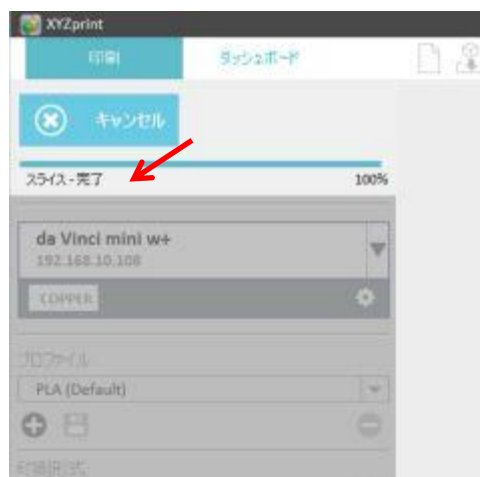 XYZprint
印刷 ダッシュボード
キャンセル
スライス - 完了 100%
da Vinci mini w+
192.168.10.108
COPPER
プロファイル
PLA (Default)